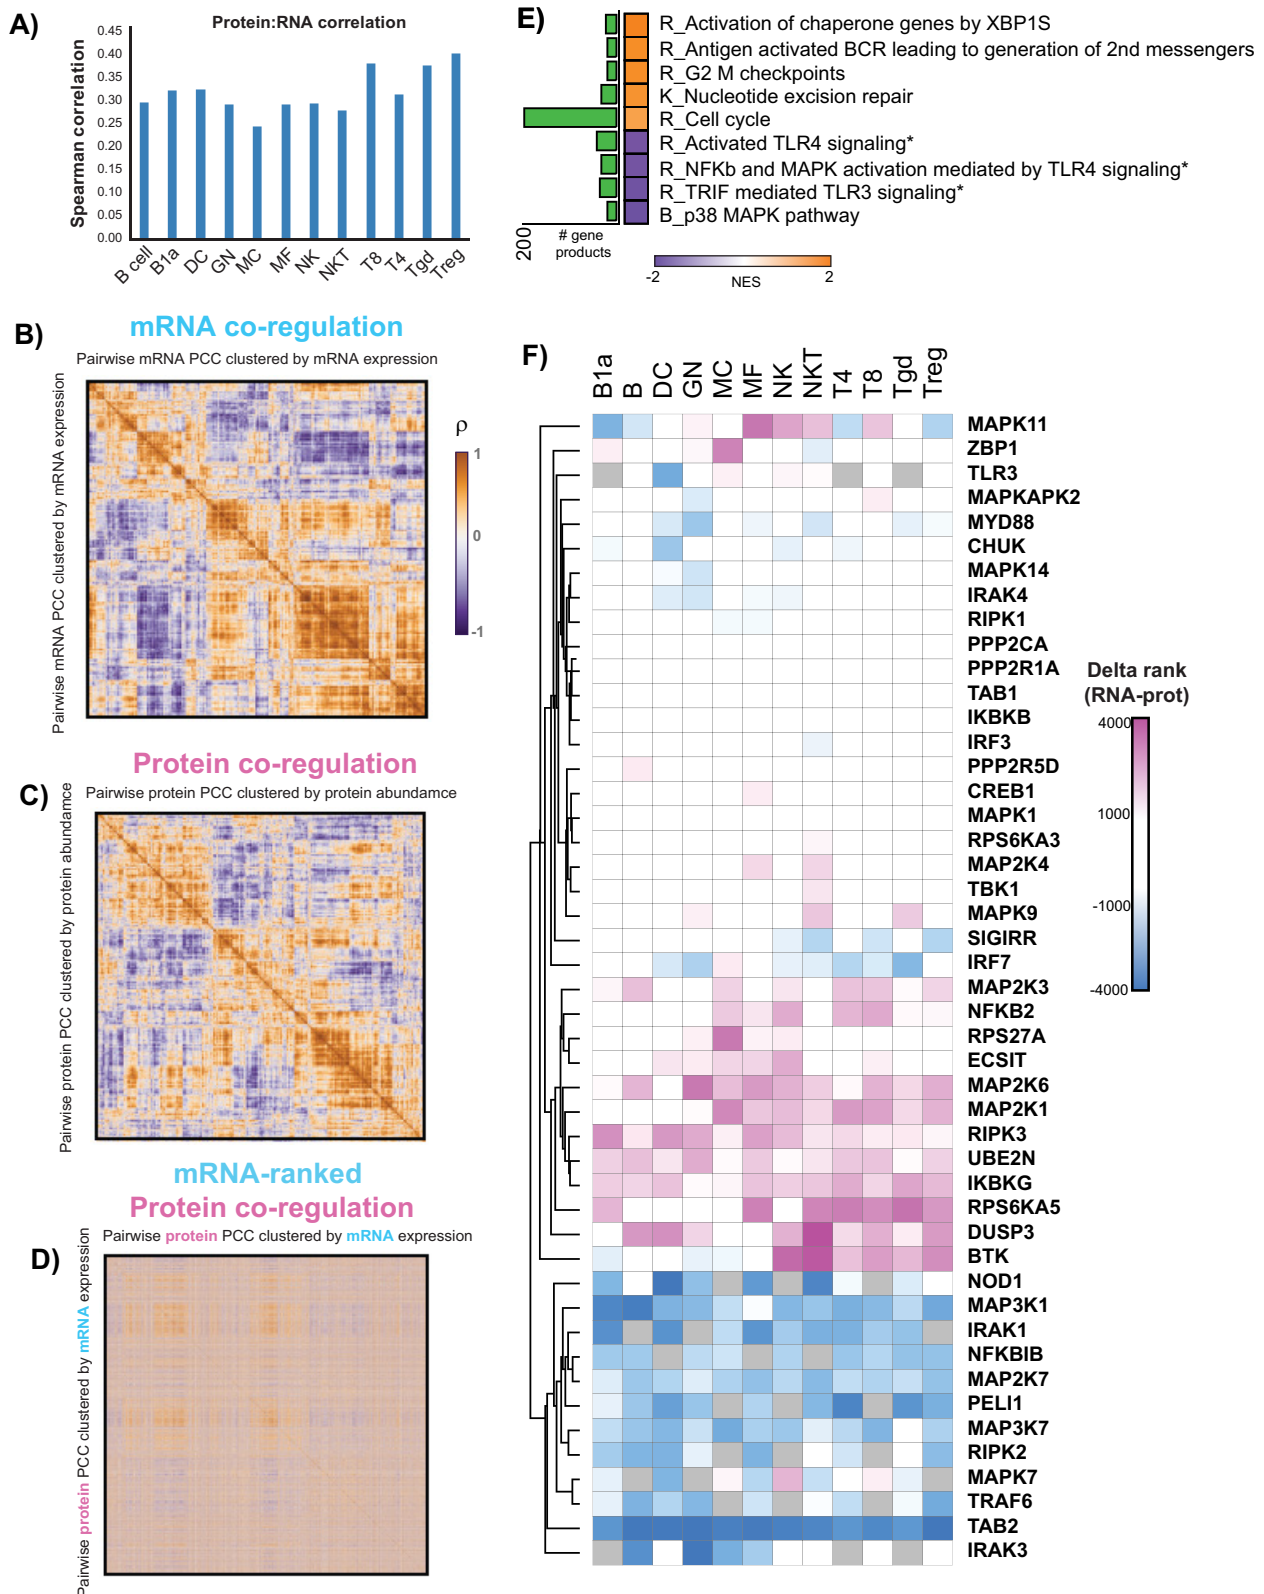 A)
Protein:RNA correlation
Spearman correlation
0.45
0.40
0.35
0.30
0.25
0.20
0.15
0.10
0.05
0.00
B cell
B1a
DC
GN
MC
MF
NK
NKT
T8
T4
Tgd
Treg
E)
R_Activation of chaperone genes by XBP1S
R_Antigen activated BCR leading to generation of 2nd messengers
R_G2 M checkpoints
K_Nucleotide excision repair
R_Cell cycle
R_Activated TLR4 signaling*
R_NFKb and MAPK activation mediated by TLR4 signaling*
R_TRIF mediated TLR3 signaling*
B_p38 MAPK pathway
200
# gene
products
-2
2
NES
B)
mRNA co-regulation
Pairwise mRNA PCC clustered by mRNA expression
Pairwise mRNA PCC clustered by mRNA expression
ρ
1
0
-1
C)
Protein co-regulation
Pairwise protein PCC clustered by protein abundamce
Pairwise protein PCC clustered by protein abundamce
D)
mRNA-ranked
Protein co-regulation
Pairwise protein PCC clustered by mRNA expression
Pairwise protein PCC clustered by mRNA expression
F)
B1a
B
DC
GN
MC
MF
NK
NKT
T4
T8
Tgd
Treg
MAPK11
ZBP1
TLR3
MAPKAPK2
MYD88
CHUK
MAPK14
IRAK4
RIPK1
PPP2CA
PPP2R1A
TAB1
IKBKB
IRF3
PPP2R5D
CREB1
MAPK1
RPS6KA3
MAP2K4
TBK1
MAPK9
SIGIRR
IRF7
MAP2K3
NFKB2
RPS27A
ECSIT
MAP2K6
MAP2K1
RIPK3
UBE2N
IKBKG
RPS6KA5
DUSP3
BTK
NOD1
MAP3K1
IRAK1
NFKBIB
MAP2K7
PELI1
MAP3K7
RIPK2
MAPK7
TRAF6
TAB2
IRAK3
Delta rank
(RNA-prot)
4000
1000
-1000
-4000